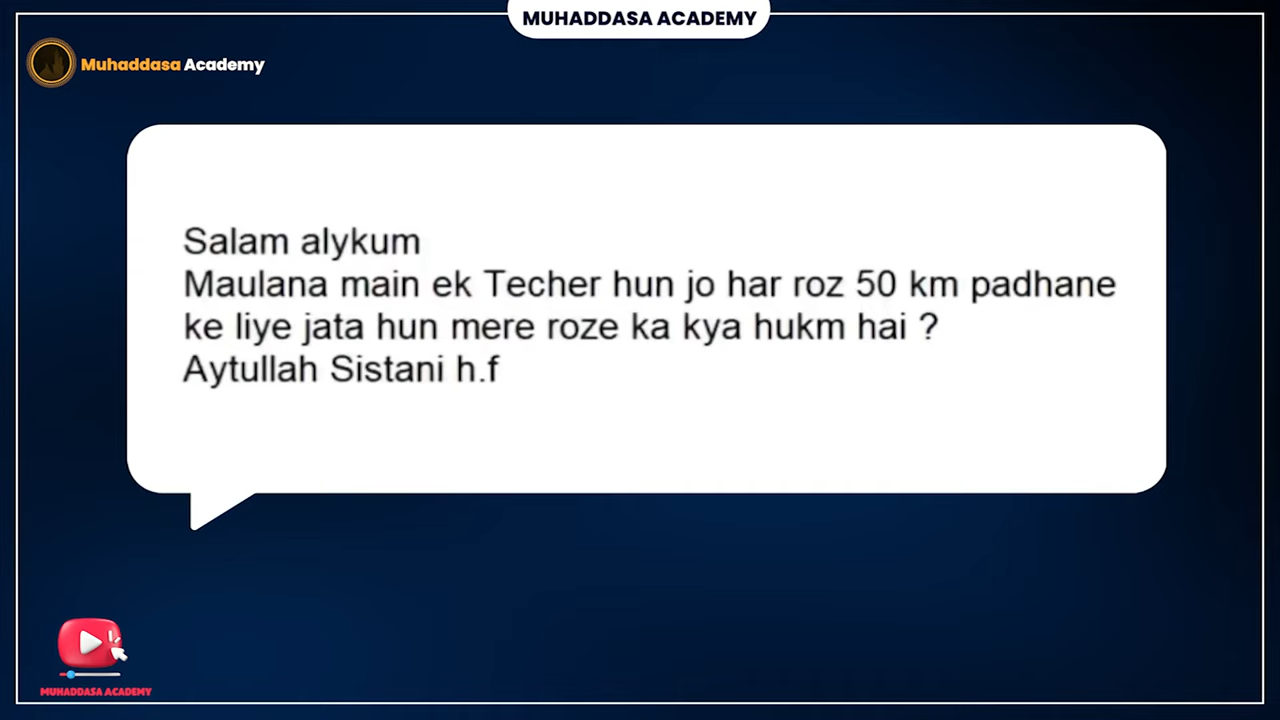 MUHADDASA ACADEMY
Muhaddasa Academy
Salam alykum
Maulana main ek Techer hun jo har roz 50 km padhane
ke liye jata hun mere roze ka kya hukm hai ?
Aytullah Sistani h.f
MUHADDASA ACADEMY